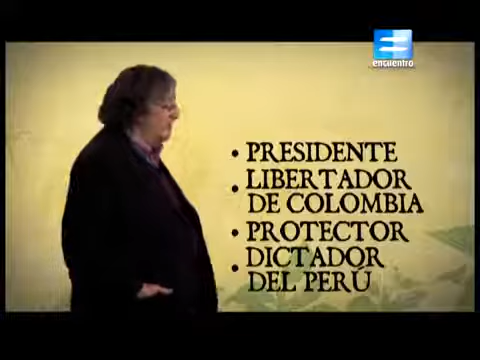 encuentro
• PRESIDENTE
• LIBERTADOR
DE COLOMBIA
• PROTECTOR
• DICTADOR
DEL PERÚ